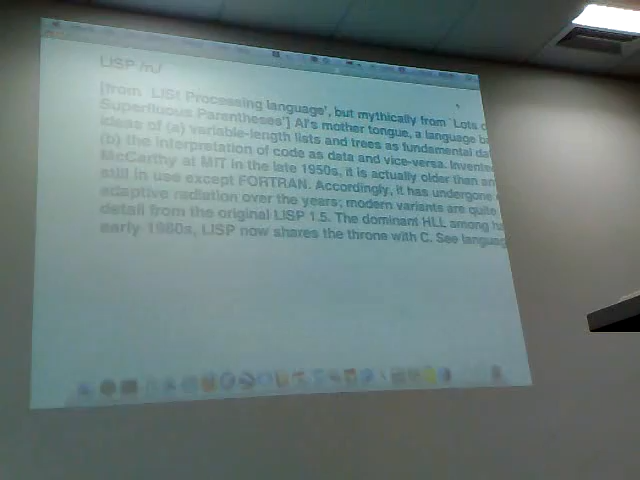 LISP /n./
[from `LISt Processing language', but mythically from `Lots
Superfluous Parentheses'] AI's mother tongue, a language
ideas of (a) variable-length lists and trees as fundamental
(b) the interpretation of code as data and vice-versa.
McCarthy at MIT in the late 1950s, it is actually older than
still in use except FORTRAN. Accordingly, it has undergone
adaptive radiation over the years; modern variants are quite
detail from the original LISP 1.5. The dominant HLL among
early 1980s, LISP now shares the throne with C. See